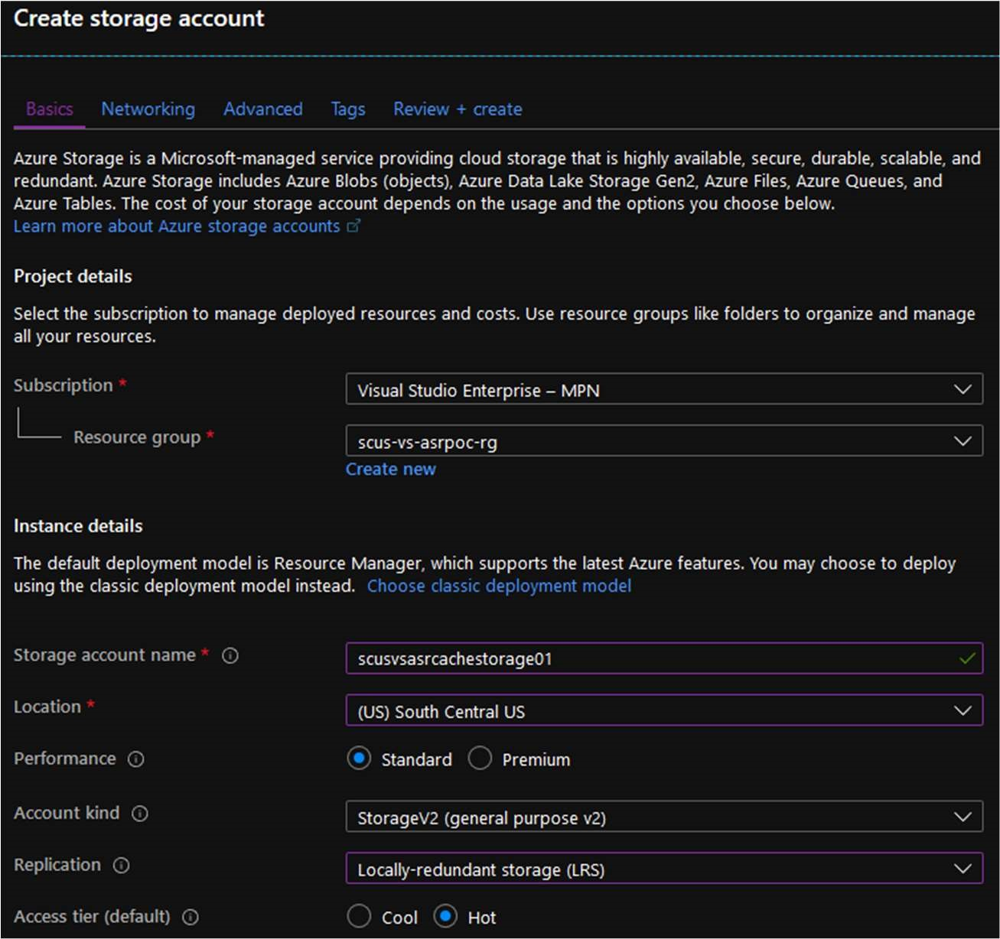 Create storage account
Basics Networking Advanced Tags Review + create
Azure Storage is a Microsoft-managed service providing cloud storage that is highly available, secure, durable, scalable, and
redundant. Azure Storage includes Azure Blobs (objects), Azure Data Lake Storage Gen2, Azure Files, Azure Queues, and
Azure Tables. The cost of your storage account depends on the usage and the options you choose below.
Learn more about Azure storage accounts
Project details
Select the subscription to manage deployed resources and costs. Use resource groups like folders to organize and manage
all your resources.
Subscription * Visual Studio Enterprise – MPN
Resource group * scus-vs-asrpoc-rg
Create new
Instance details
The default deployment model is Resource Manager, which supports the latest Azure features. You may choose to deploy
using the classic deployment model instead. Choose classic deployment model
Storage account name * scusvsasrcachestorage01
Location * (US) South Central US
Performance Standard Premium
Account kind StorageV2 (general purpose v2)
Replication Locally-redundant storage (LRS)
Access tier (default) Cool Hot